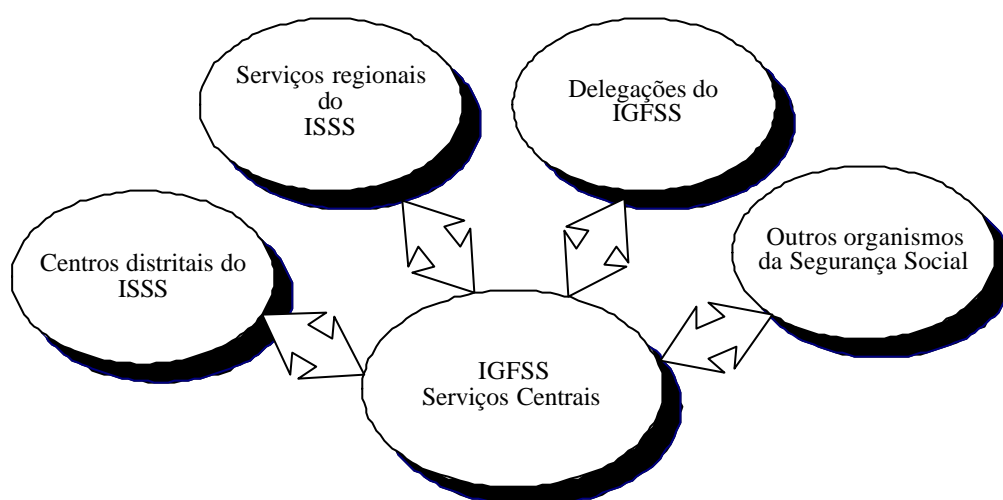 Serviços regionais
do
ISSS
Delegações do
IGFSS
Centros distritais do
ISSS
Outros organismos
da Segurança Social
IGFSS
Serviços Centrais